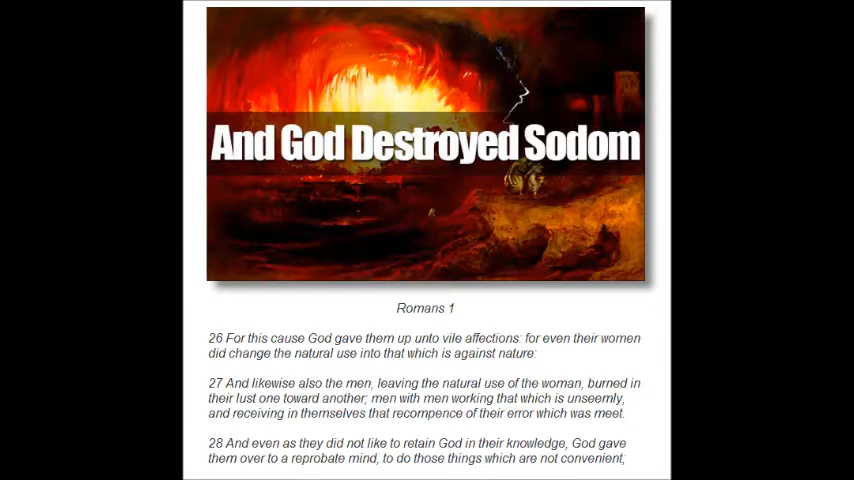 And God Destroyed Sodom
Romans 1
26 For this cause God gave them up unto vile affections: for even their women
did change the natural use into that which is against nature:
27 And likewise also the men, leaving the natural use of the woman, burned in
their lust one toward another; men with men working that which is unseemly,
and receiving in themselves that recompence of their error which was meet.
28 And even as they did not like to retain God in their knowledge, God gave
them over to a reprobate mind, to do those things which are not convenient;